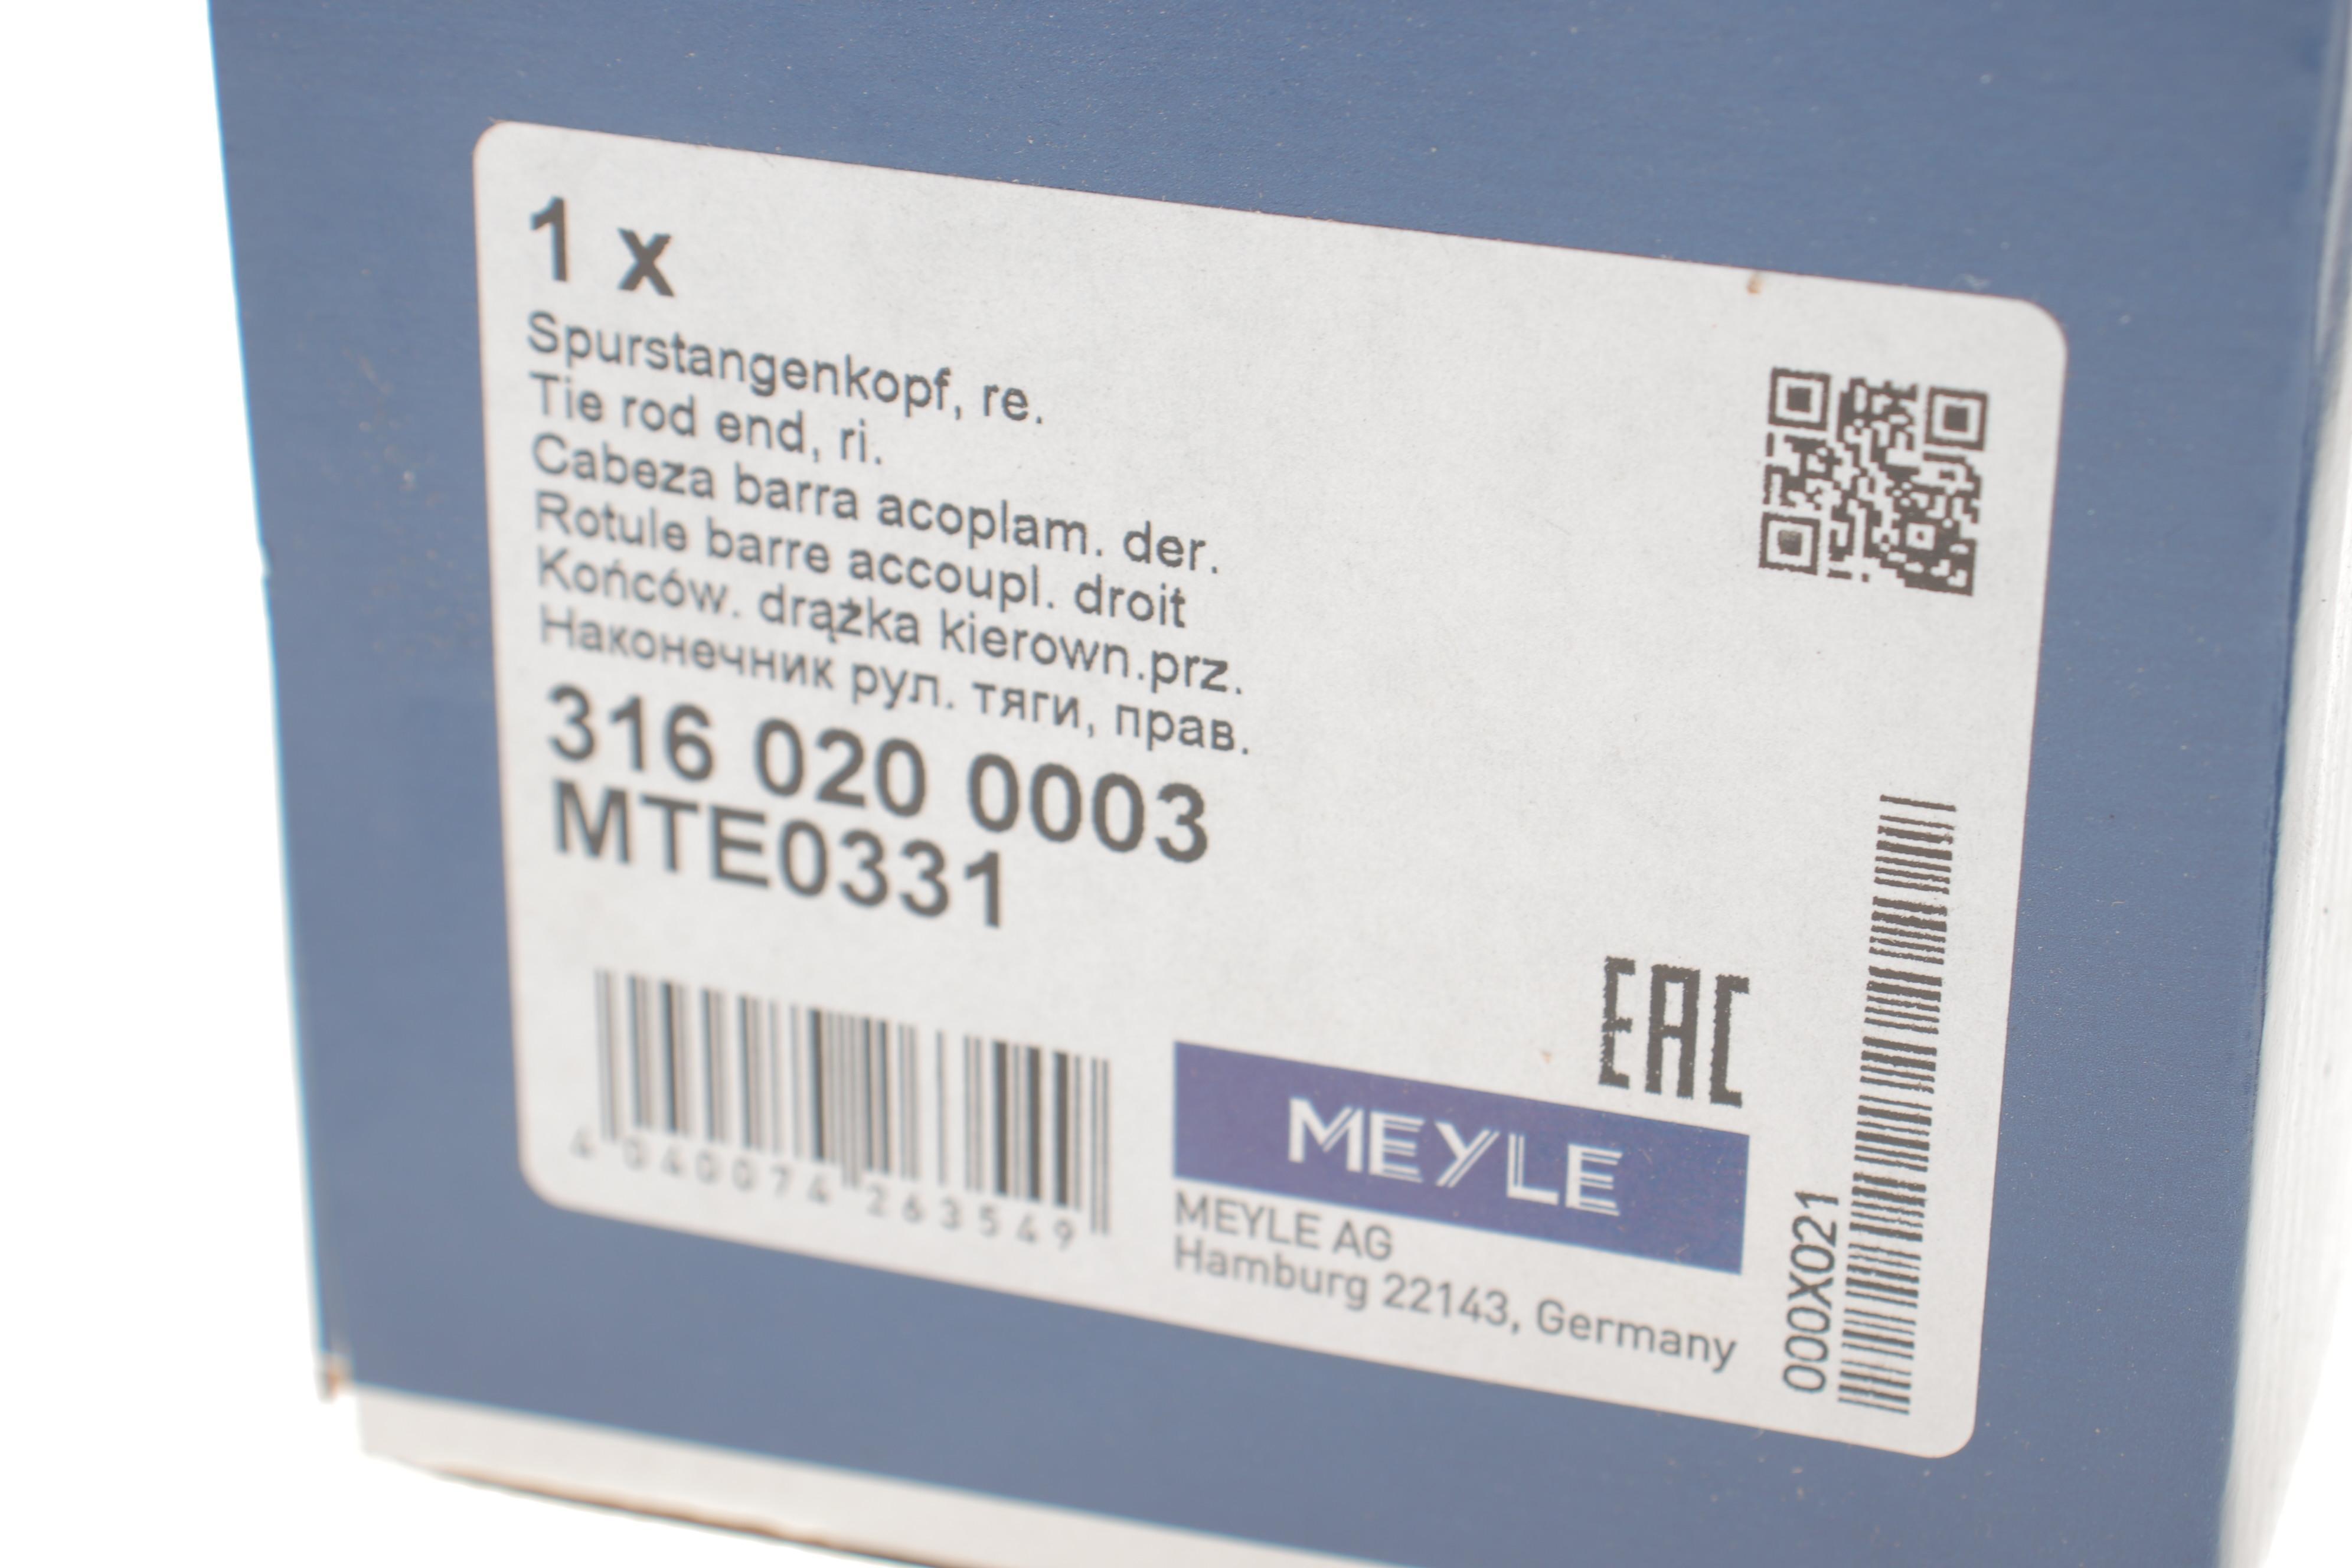 1 x
Spurstangenkopf, re.
Tie rod end, ri.
Cabeza barra acoplam. der.
Rotule barre accoupl. droit
Końców. drążka kierown.prz.
Наконечник рул. тяги, прав.
316 020 0003
MTE0331
4 040074 263549
EAC
MEYLE
MEYLE AG
Hamburg 22143, Germany
000X021